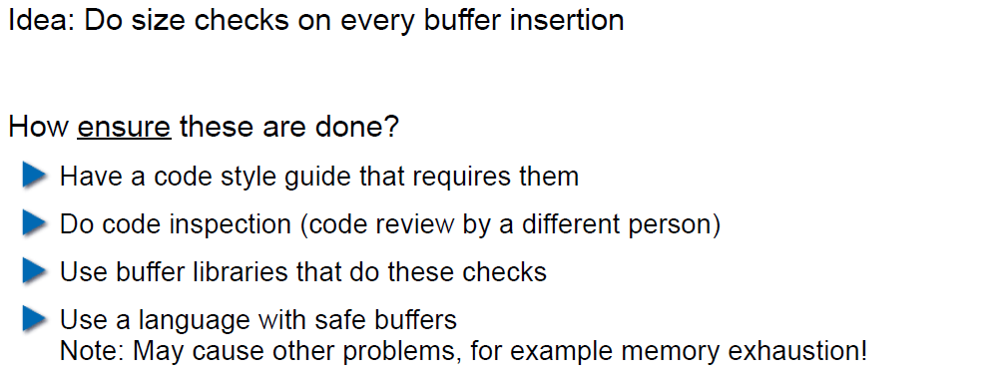 Idea: Do size checks on every buffer insertion
How ensure these are done?
Have a code style guide that requires them
Do code inspection (code review by a different person)
Use buffer libraries that do these checks
Use a language with safe buffers
Note: May cause other problems, for example memory exhaustion!